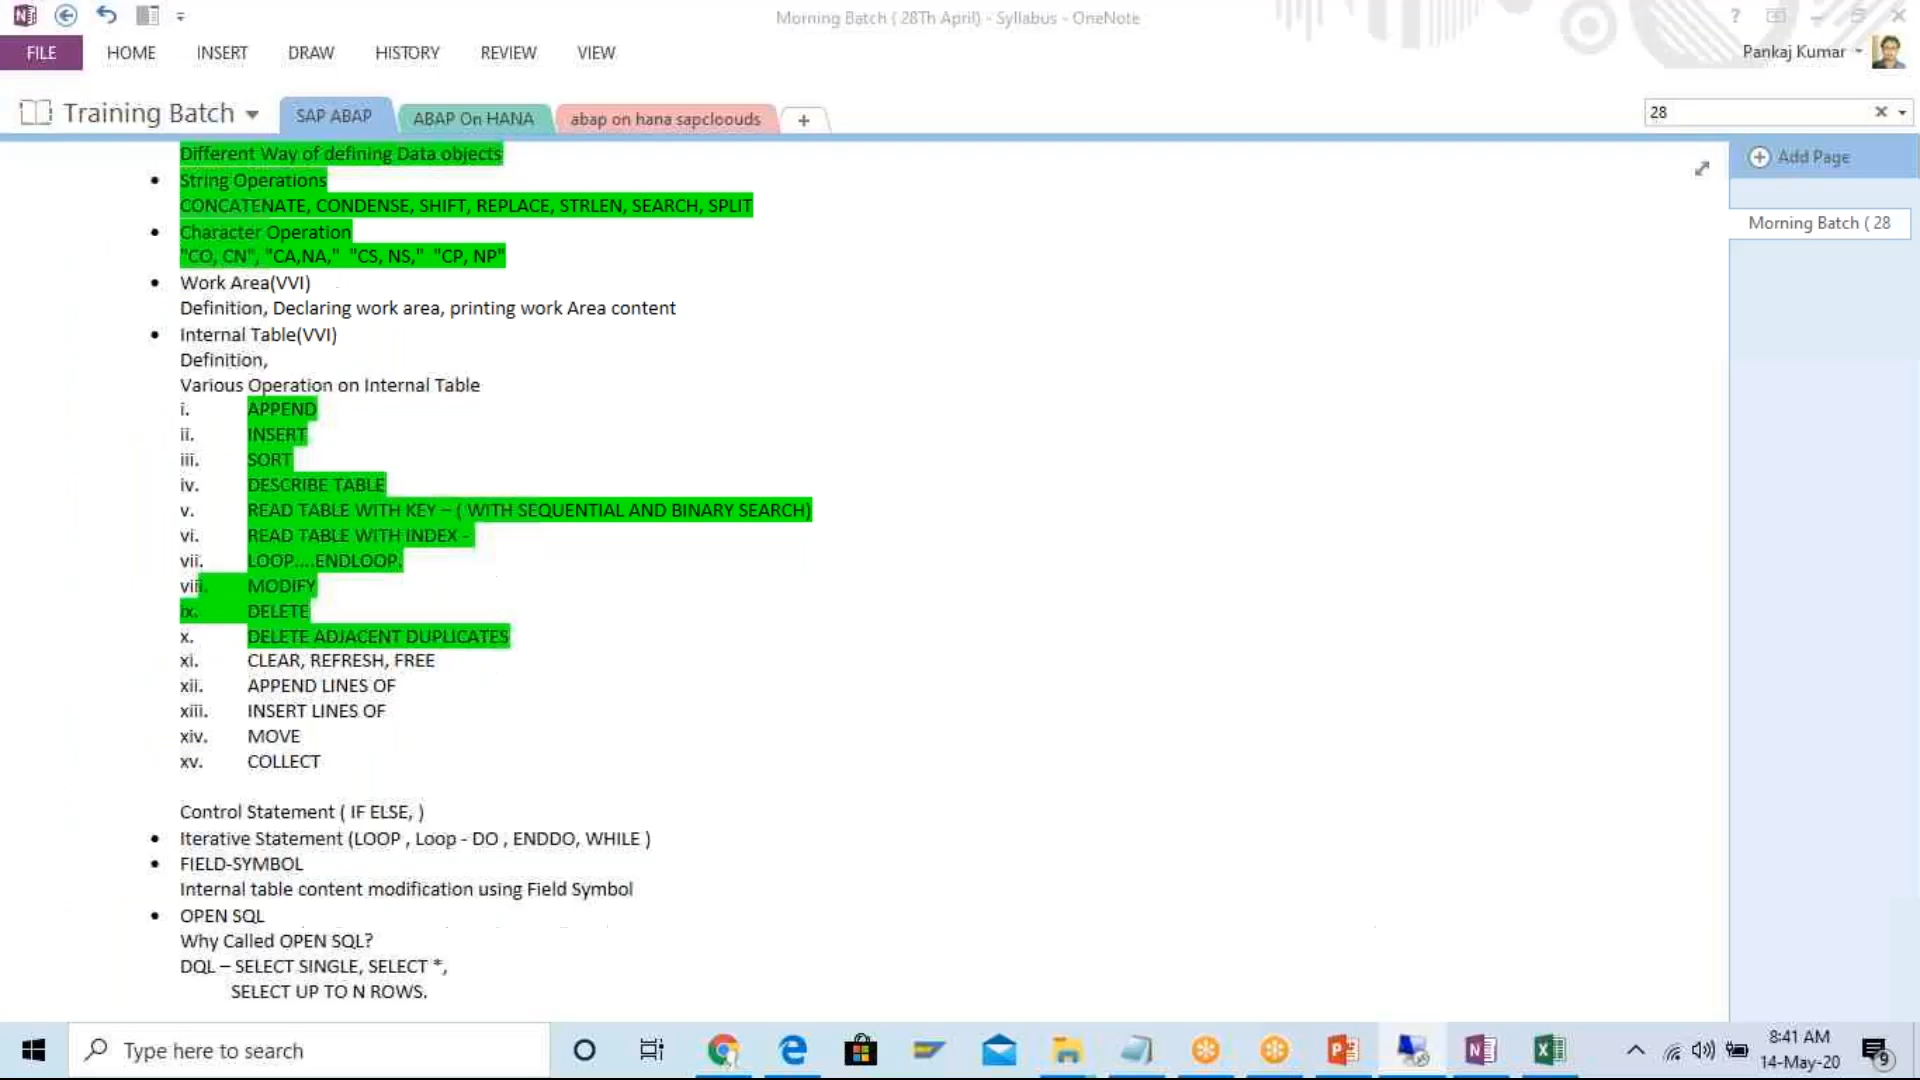 Morning Batch ( 28Th April) - Syllabus - OneNote
FILE HOME INSERT DRAW HISTORY REVIEW VIEW
Pankaj Kumar
Training Batch SAP ABAP ABAP On HANA abap on hana sapcloouds +
28
Add Page
Morning Batch ( 28
Different Way of defining Data objects
• String Operations
CONCATENATE, CONDENSE, SHIFT, REPLACE, STRLEN, SEARCH, SPLIT
• Character Operation
"CO, CN", "CA,NA," "CS, NS," "CP, NP"
• Work Area(VVI)
Definition, Declaring work area, printing work Area content
• Internal Table(VVI)
Definition,
Various Operation on Internal Table
i. APPEND
ii. INSERT
iii. SORT
iv. DESCRIBE TABLE
v. READ TABLE WITH KEY – ( WITH SEQUENTIAL AND BINARY SEARCH)
vi. READ TABLE WITH INDEX -
vii. LOOP....ENDLOOP.
viii. MODIFY
ix. DELETE
x. DELETE ADJACENT DUPLICATES
xi. CLEAR, REFRESH, FREE
xii. APPEND LINES OF
xiii. INSERT LINES OF
xiv. MOVE
xv. COLLECT
Control Statement ( IF ELSE, )
• Iterative Statement (LOOP , Loop - DO , ENDDO, WHILE )
• FIELD-SYMBOL
Internal table content modification using Field Symbol
• OPEN SQL
Why Called OPEN SQL?
DQL – SELECT SINGLE, SELECT *,
SELECT UP TO N ROWS.
Type here to search
8:41 AM
14-May-20
9